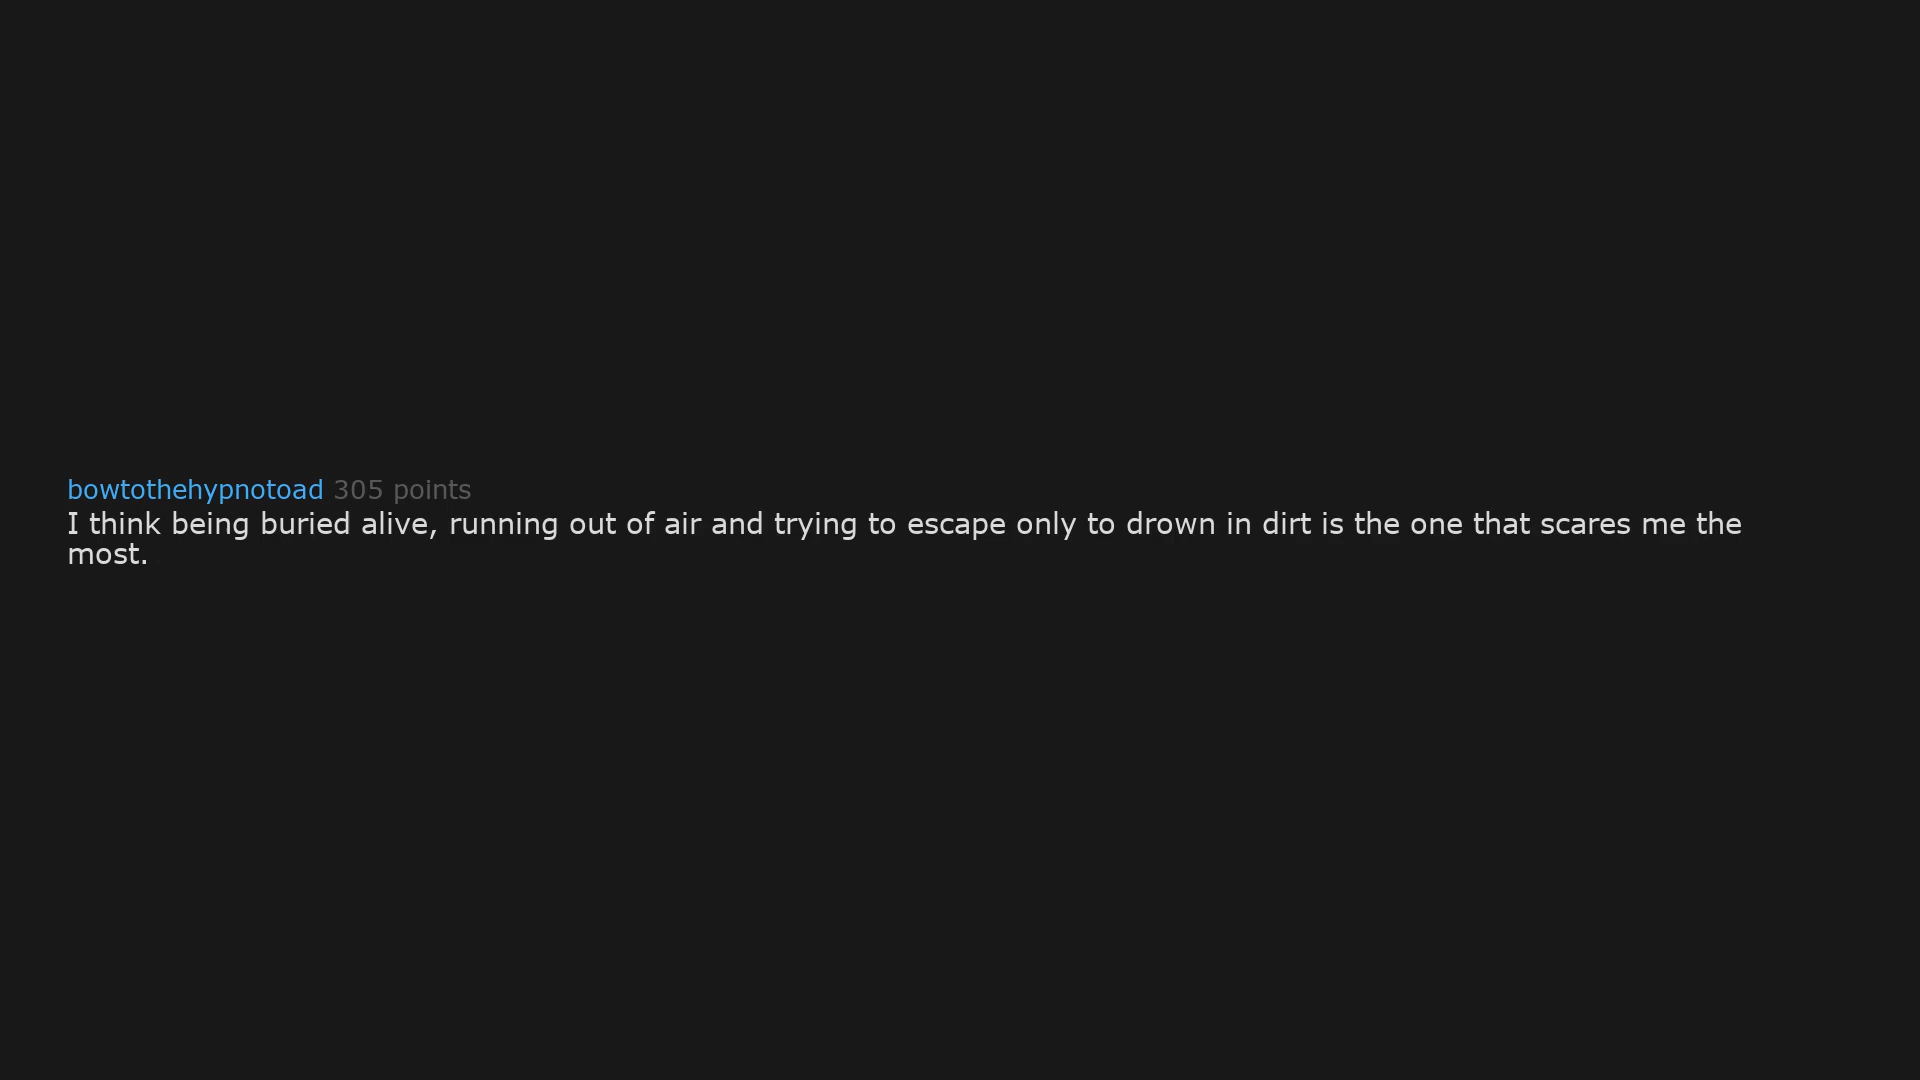 bowtothehypnotoad 305 points
I think being buried alive, running out of air and trying to escape only to drown in dirt is the one that scares me the
most.